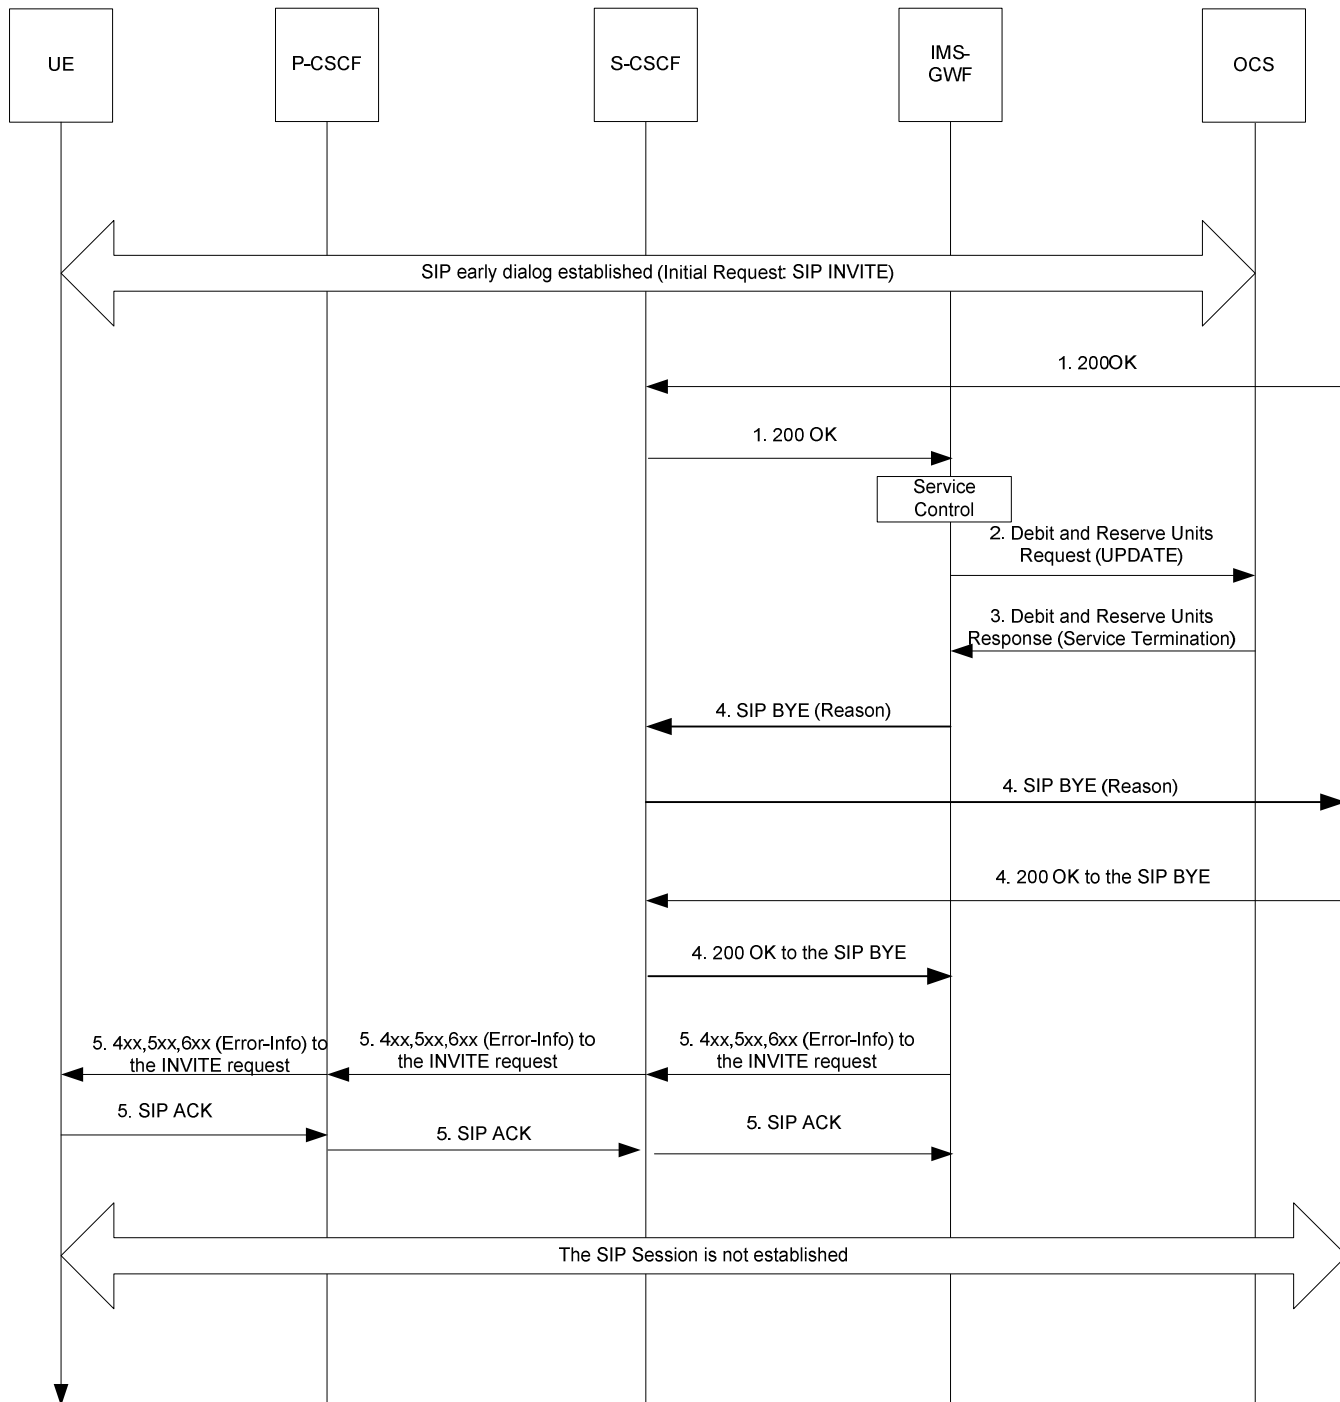 UE
P-CSCF
S-CSCF
IMS-
GWF
OCS
SIP early dialog established (Initial Request: SIP INVITE)
1. 200OK
1. 200 OK
Service
Control
2. Debit and Reserve Units
Request (UPDATE)
3. Debit and Reserve Units
Response (Service Termination)
4. SIP BYE (Reason)
4. SIP BYE (Reason)
4. 200 OK to the SIP BYE
4. 200 OK to the SIP BYE
5. 4xx,5xx,6xx (Error-Info) to
the INVITE request
5. 4xx,5xx,6xx (Error-Info) to
the INVITE request
5. 4xx,5xx,6xx (Error-Info) to
the INVITE request
5. SIP ACK
5. SIP ACK
5. SIP ACK
The SIP Session is not established